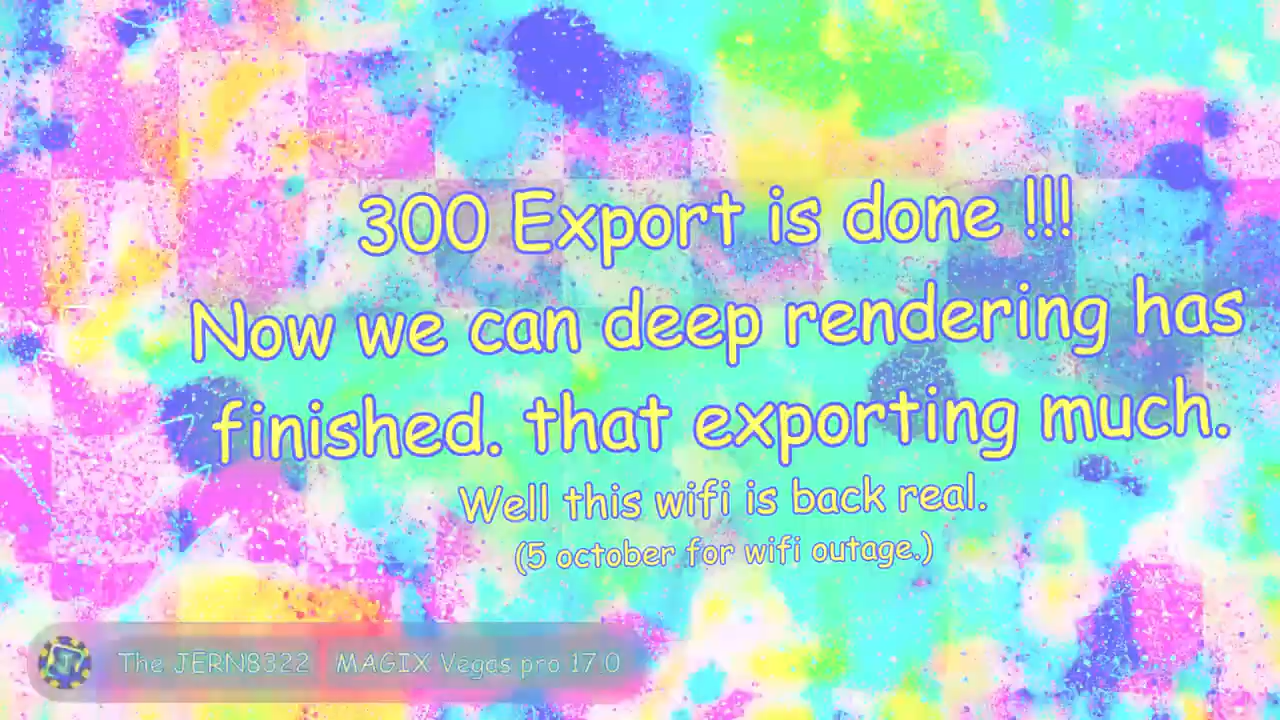 300 Export is done !!!
Now we can deep rendering has
finished. that exporting much.
Well this wifi is back real.
(5 october for wifi outage.)
The JERN8322 MAGIX Vegas pro 17 0